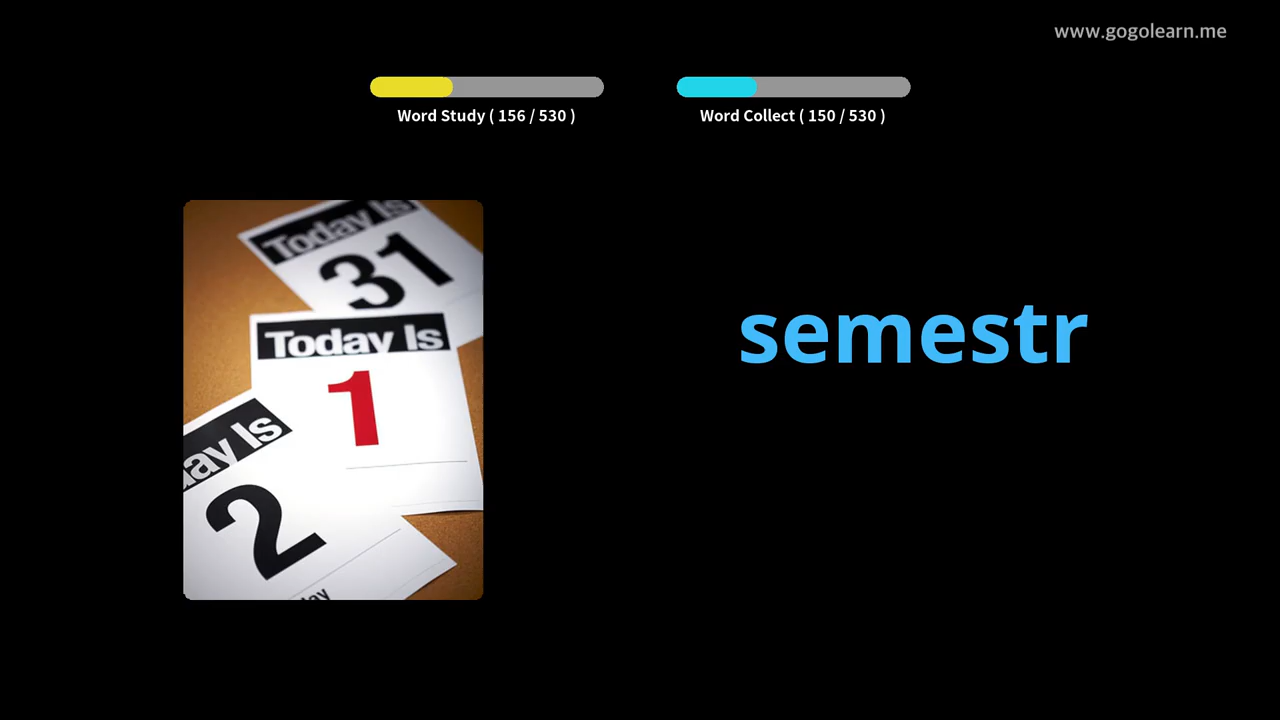 www.gogolearn.me
Word Study ( 156 / 530 )
Word Collect ( 150 / 530 )
Today Is
31
Today Is
1
semestr
day Is
2